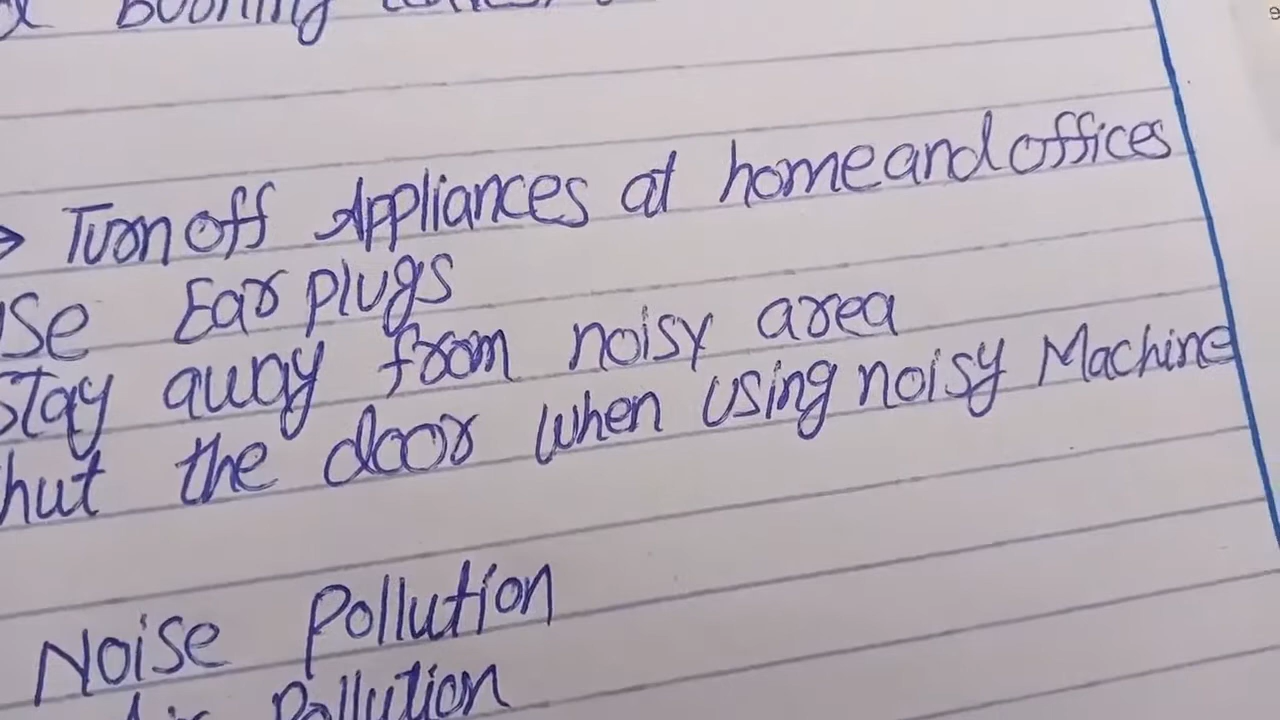 → Turn off Appliances at home and offices
se Ear plugs
Stay away from noisy area
hut the door when using noisy Machine
Noise Pollution
Pollution